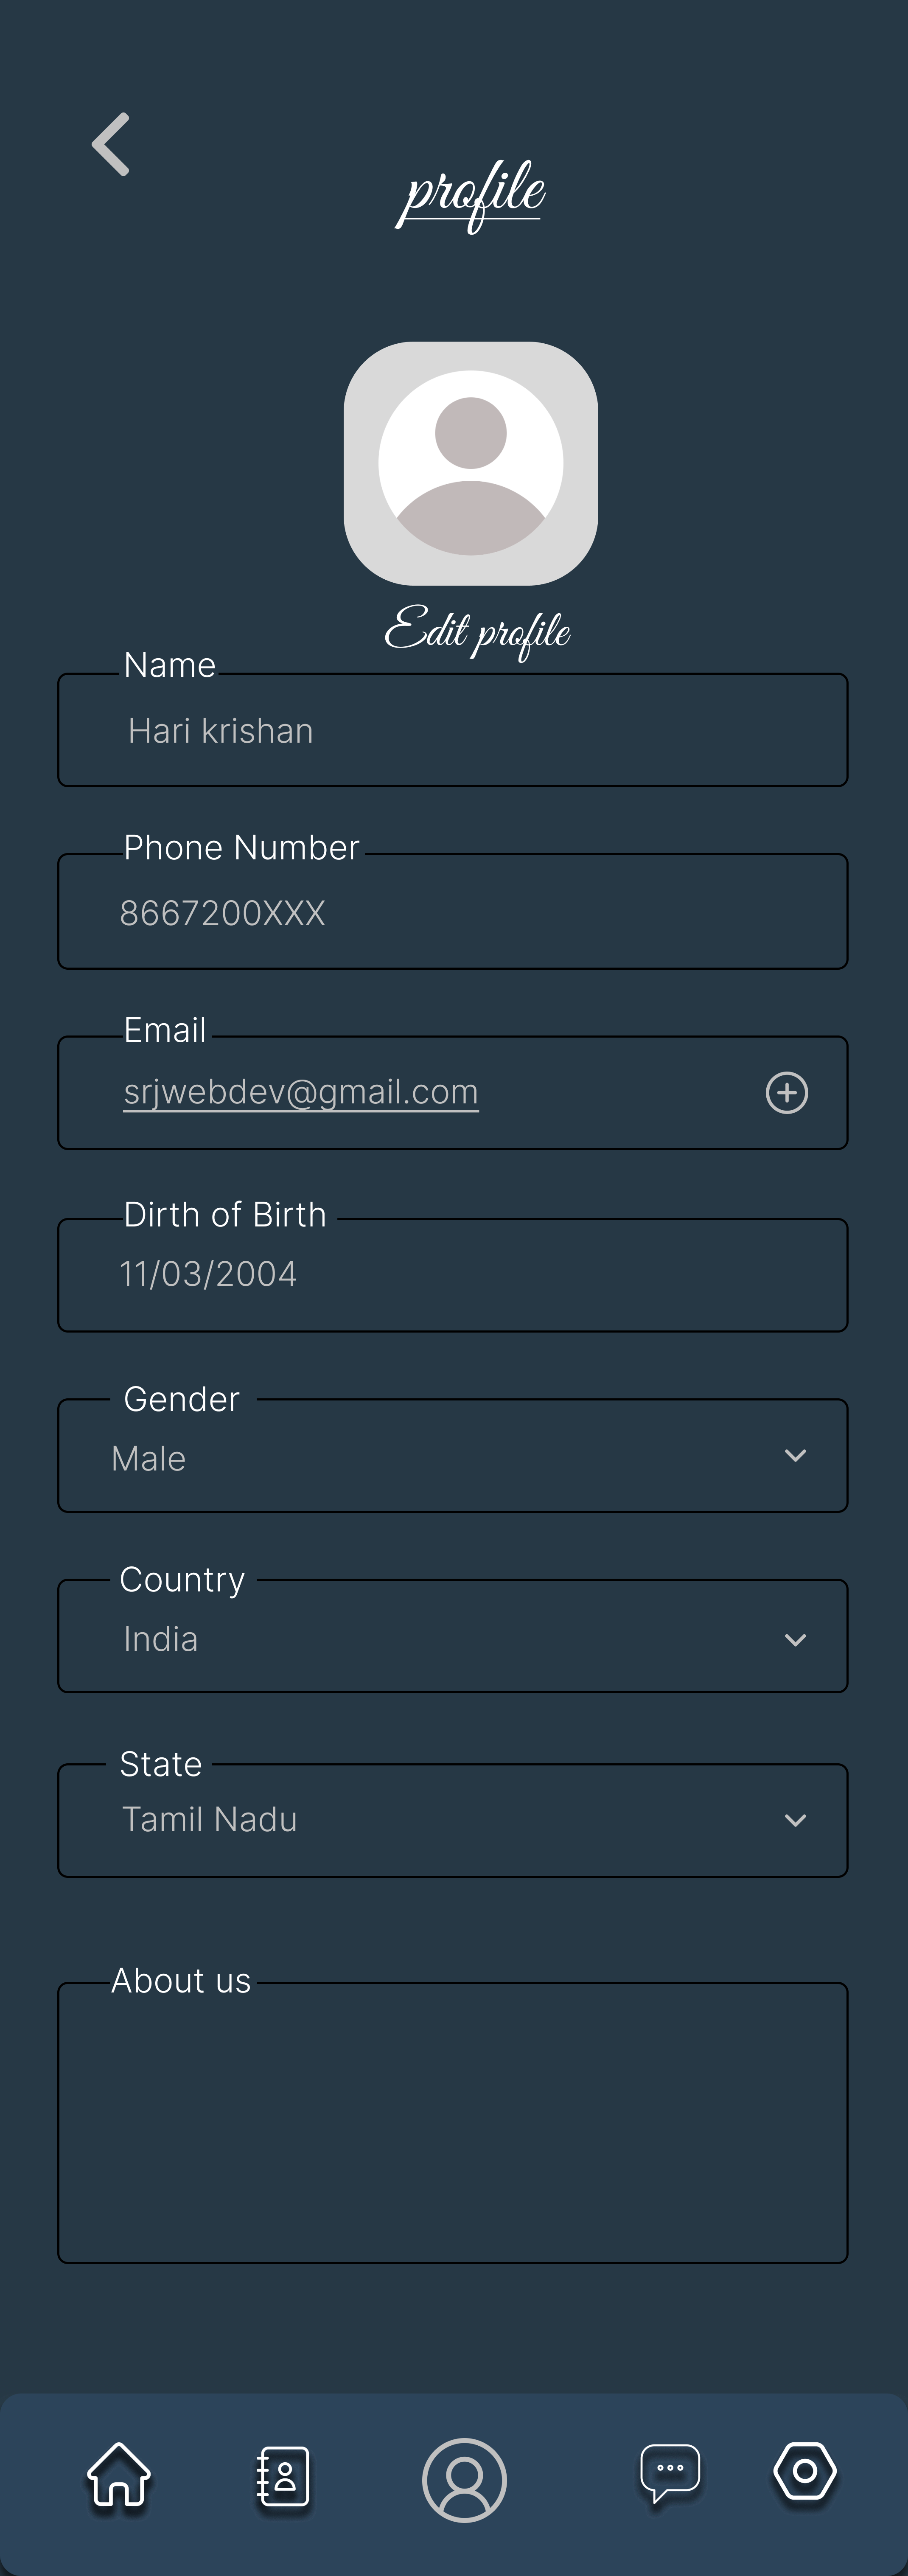 profile
Edit profile
Name
Hari krishan
Phone Number
8667200XXX
Email
srjwebdev@gmail.com
Dirth of Birth
11/03/2004
Gender
Male
Country
India
State
Tamil Nadu
About us